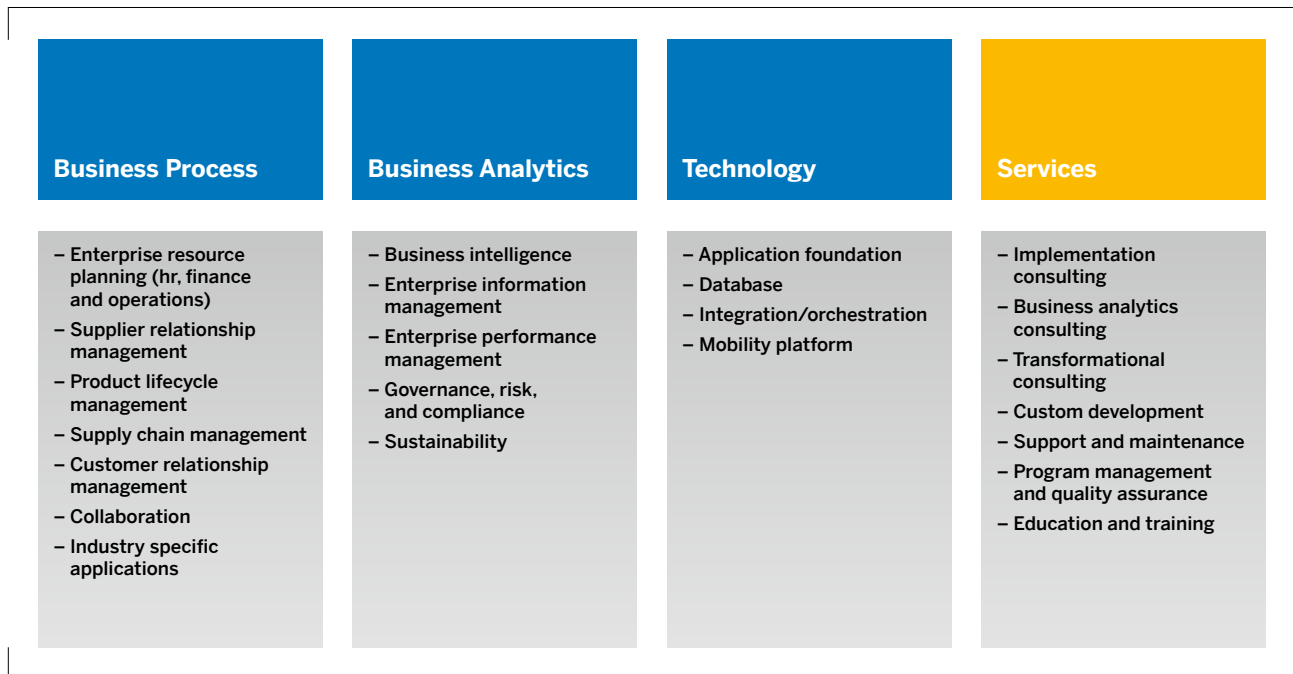 Business Process
– Enterprise resource
planning (hr, finance
and operations)
– Supplier relationship
management
– Product lifecycle
management
– Supply chain management
– Customer relationship
management
– Collaboration
– Industry specific
applications
Business Analytics
– Business intelligence
– Enterprise information
management
– Enterprise performance
management
– Governance, risk,
and compliance
– Sustainability
Technology
– Application foundation
– Database
– Integration/orchestration
– Mobility platform
Services
– Implementation
consulting
– Business analytics
consulting
– Transformational
consulting
– Custom development
– Support and maintenance
– Program management
and quality assurance
– Education and training